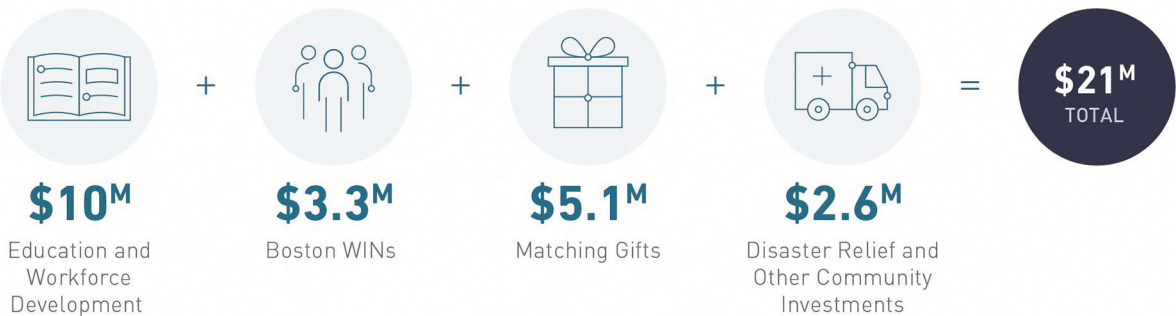 + + + + = $21M
TOTAL
$10M
Education and
Workforce
Development
$3.3M
Boston WINs
$5.1M
Matching Gifts
$2.6M
Disaster Relief and
Other Community
Investments